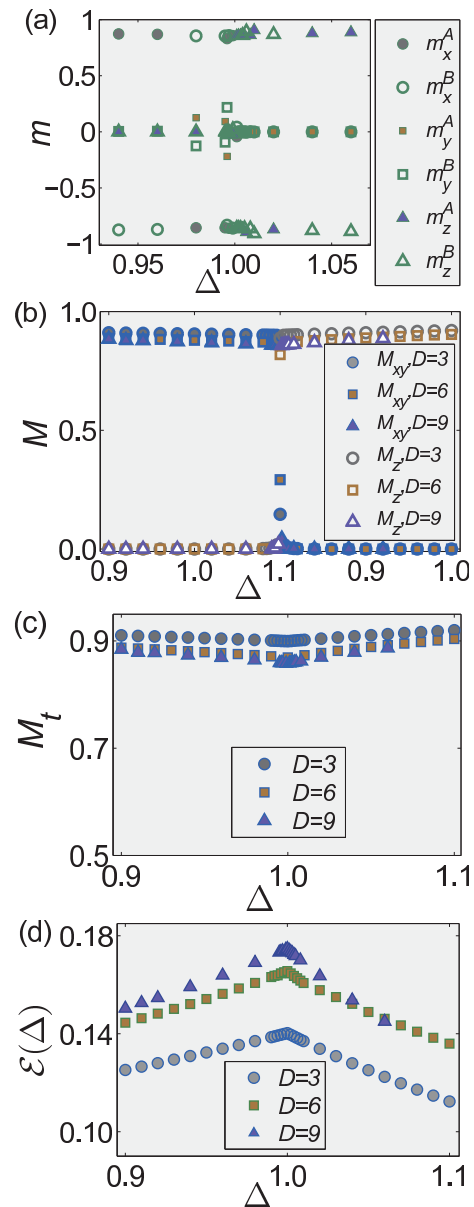 (a)
1
0.5
0
−0.5
−1
m
0.95
1.00
1.05
Δ
m_x^A
m_x^B
m_y^A
m_y^B
m_z^A
m_z^B
(b)
1.0
0.5
0.0
M
0.9
1.0
1.1
0.9
1.0
Δ
M_xy, D=3
M_xy, D=6
M_xy, D=9
M_z, D=3
M_z, D=6
M_z, D=9
(c)
0.9
0.7
0.5
M_t
0.9
1.0
1.1
Δ
D=3
D=6
D=9
(d)
0.18
0.14
0.10
ℰ(Δ)
0.9
1.0
1.1
Δ
D=3
D=6
D=9